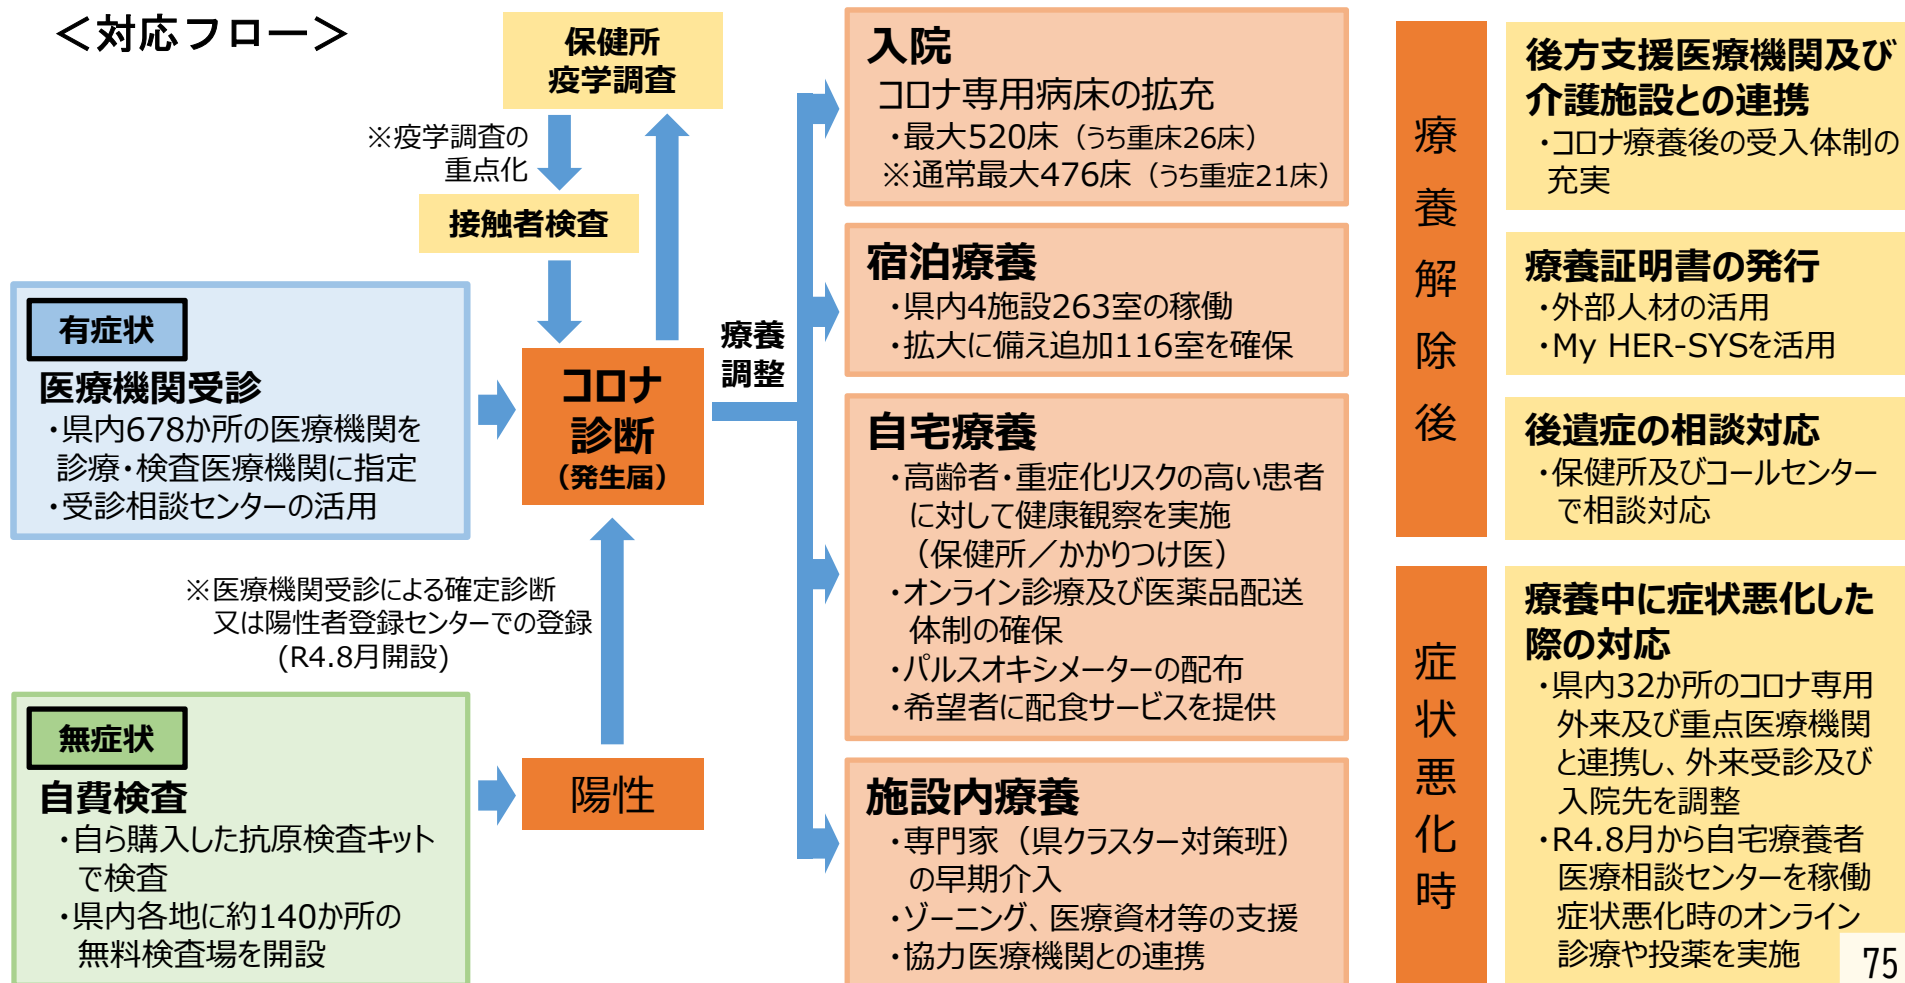 ＜対応フロー＞
保健所
疫学調査
※疫学調査の
重点化
接触者検査
有症状
医療機関受診
・県内678か所の医療機関を
診療・検査医療機関に指定
・受診相談センターの活用
コロナ
診断
（発生届）
※医療機関受診による確定診断
又は陽性者登録センターでの登録
(R4.8月開設)
無症状
自費検査
・自ら購入した抗原検査キット
で検査
・県内各地に約140か所の
無料検査場を開設
陽性
療養
調整
入院
コロナ専用病床の拡充
・最大520床（うち重床26床）
※通常最大476床（うち重症21床）
宿泊療養
・県内4施設263室の稼働
・拡大に備え追加116室を確保
自宅療養
・高齢者・重症化リスクの高い患者
に対して健康観察を実施
（保健所／かかりつけ医）
・オンライン診療及び医薬品配送
体制の確保
・パルスオキシメーターの配布
・希望者に配食サービスを提供
施設内療養
・専門家（県クラスター対策班）
の早期介入
・ゾーニング、医療資材等の支援
・協力医療機関との連携
療養解除後
後方支援医療機関及び
介護施設との連携
・コロナ療養後の受入体制の
充実
療養証明書の発行
・外部人材の活用
・My HER-SYSを活用
後遺症の相談対応
・保健所及びコールセンター
で相談対応
症状悪化時
療養中に症状悪化した
際の対応
・県内32か所のコロナ専用
外来及び重点医療機関
と連携し、外来受診及び
入院先を調整
・R4.8月から自宅療養者
医療相談センターを稼働
症状悪化時のオンライン
診療や投薬を実施
75